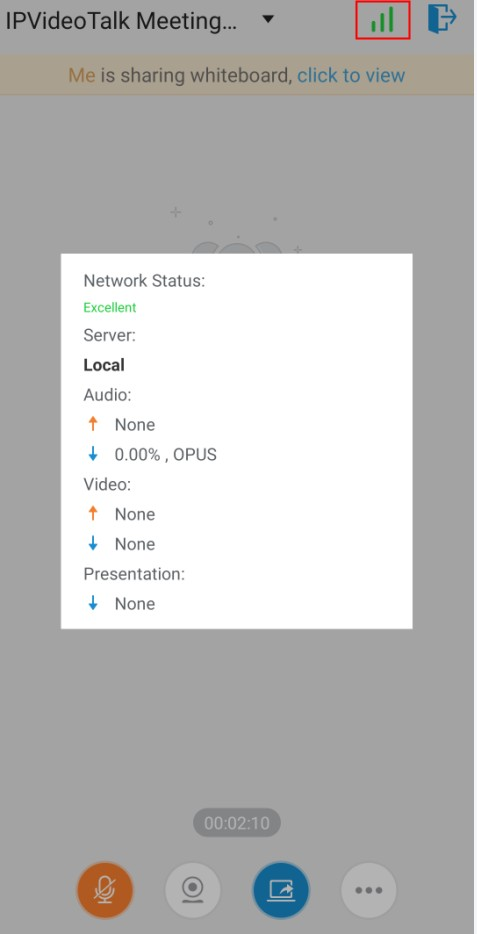 IPVideoTalk Meeting...
Me is sharing whiteboard, click to view
Network Status:
Excellent
Server:
Local
Audio:
None
0.00% , OPUS
Video:
None
None
Presentation:
None
00:02:10